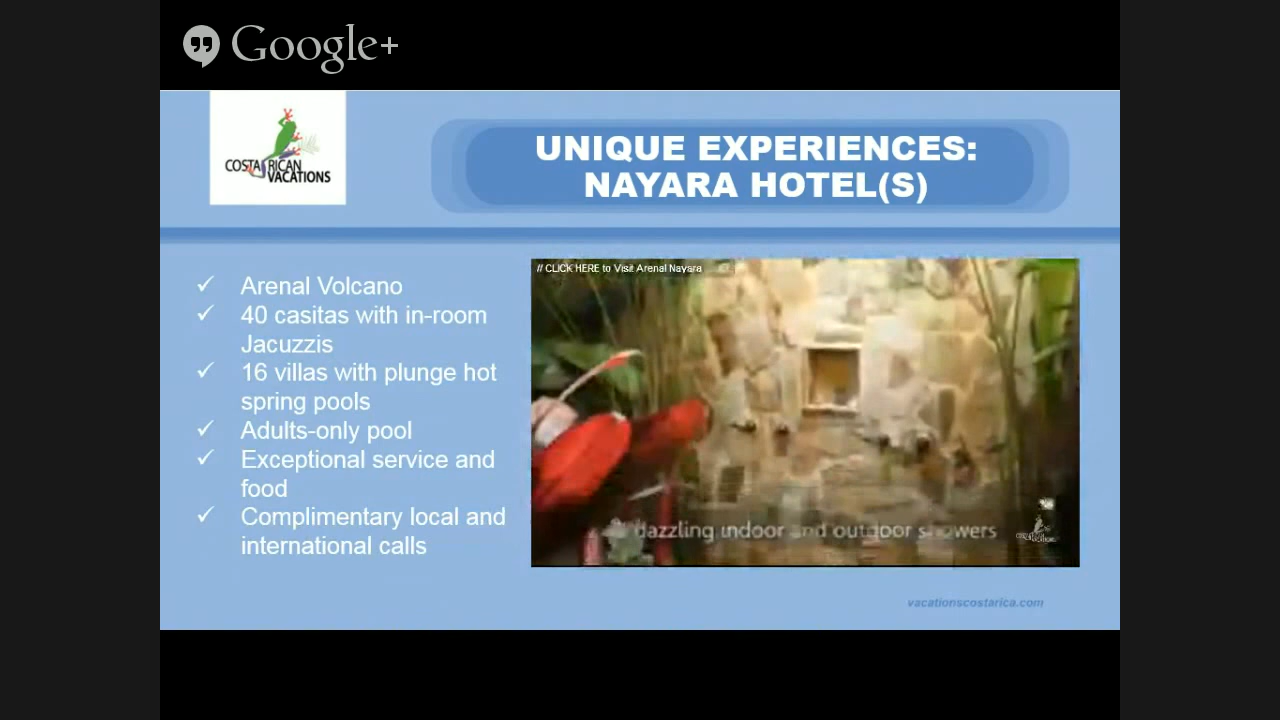 Google+
COSTA RICAN
VACATIONS
UNIQUE EXPERIENCES:
NAYARA HOTEL(S)
✓ Arenal Volcano
✓ 40 casitas with in-room
Jacuzzis
✓ 16 villas with plunge hot
spring pools
✓ Adults-only pool
✓ Exceptional service and
food
✓ Complimentary local and
international calls
// CLICK HERE to Visit Arenal Nayara
dazzling indoor and outdoor showers
vacationscostarica.com